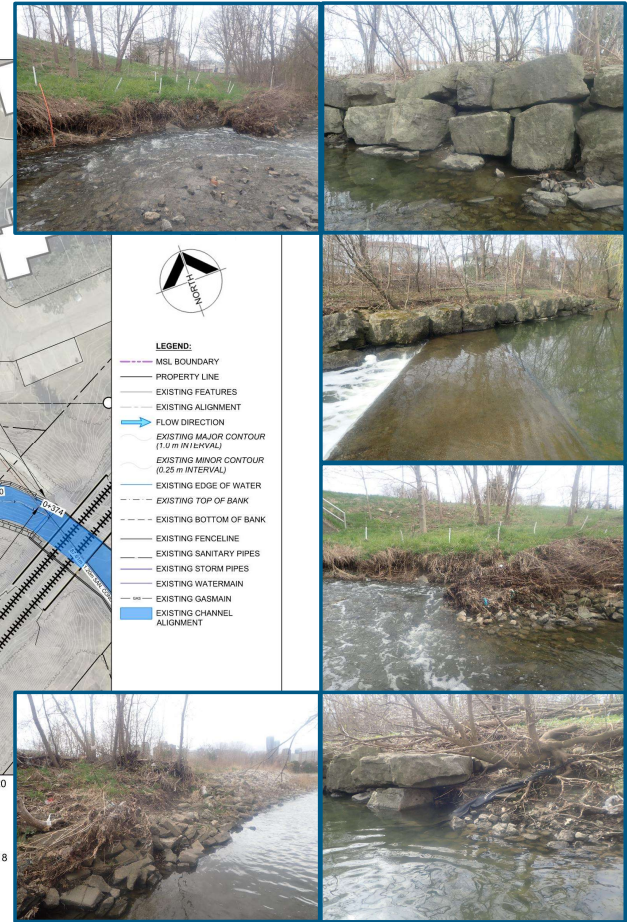 NORTH
LEGEND:
MSL BOUNDARY
PROPERTY LINE
EXISTING FEATURES
EXISTING ALIGNMENT
FLOW DIRECTION
EXISTING MAJOR CONTOUR
(1.0 m INTERVAL)
EXISTING MINOR CONTOUR
(0.25 m INTERVAL)
EXISTING EDGE OF WATER
EXISTING TOP OF BANK
EXISTING BOTTOM OF BANK
EXISTING FENCELINE
EXISTING SANITARY PIPES
EXISTING STORM PIPES
EXISTING WATERMAIN
GAS EXISTING GASMAIN
EXISTING CHANNEL
ALIGNMENT
0+374
0
8